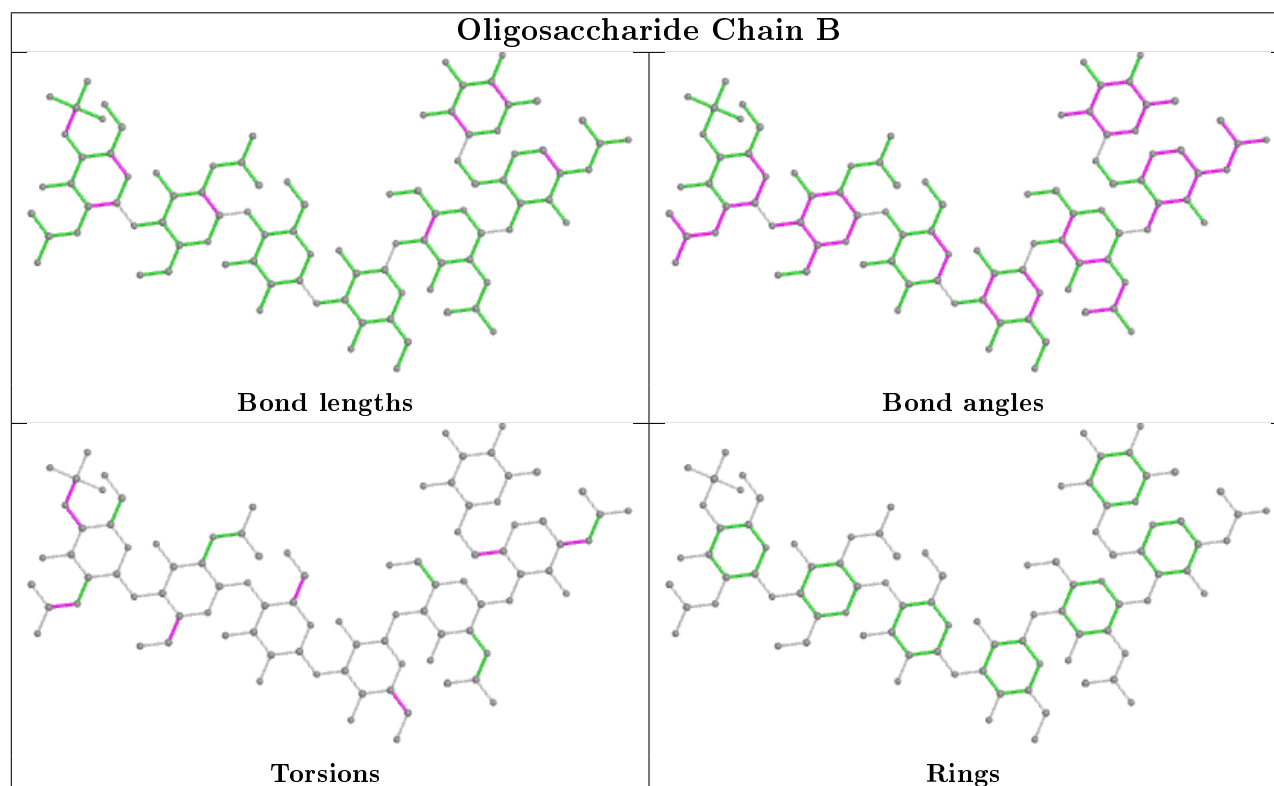 Oligosaccharide Chain B
Bond lengths
Bond angles
Torsions
Rings